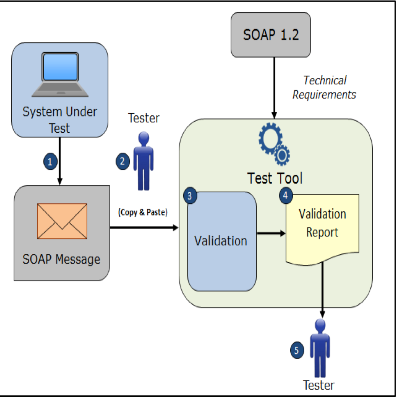 SOAP 1.2
System Under
Test
Technical
Requirements
Tester
1
2
Test Tool
3
4
(Copy & Paste)
Validation
Validation
Report
SOAP Message
5
Tester